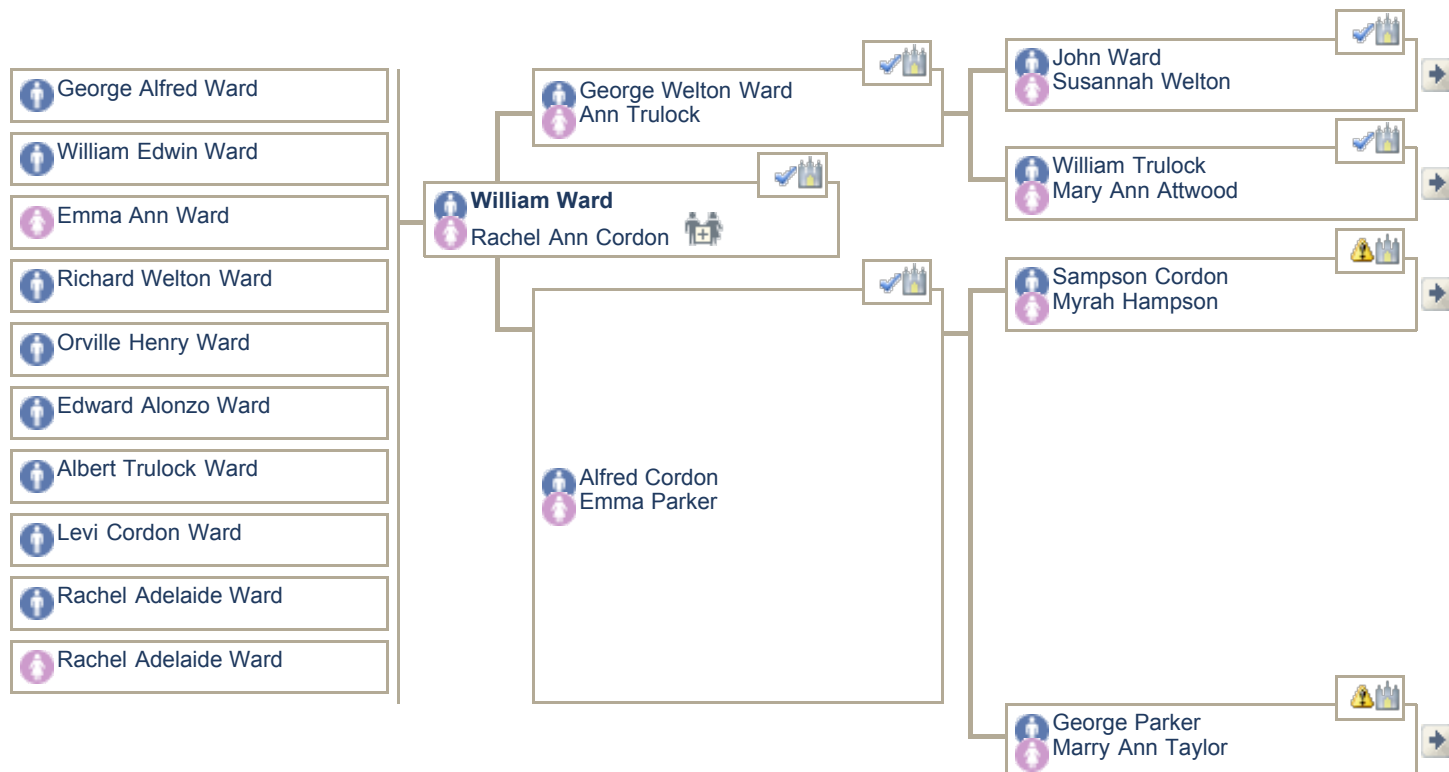 George Alfred Ward
William Edwin Ward
Emma Ann Ward
Richard Welton Ward
Orville Henry Ward
Edward Alonzo Ward
Albert Trulock Ward
Levi Cordon Ward
Rachel Adelaide Ward
Rachel Adelaide Ward
William Ward
Rachel Ann Cordon
George Welton Ward
Ann Trulock
Alfred Cordon
Emma Parker
John Ward
Susannah Welton
William Trulock
Mary Ann Attwood
Sampson Cordon
Myrah Hampson
George Parker
Marry Ann Taylor